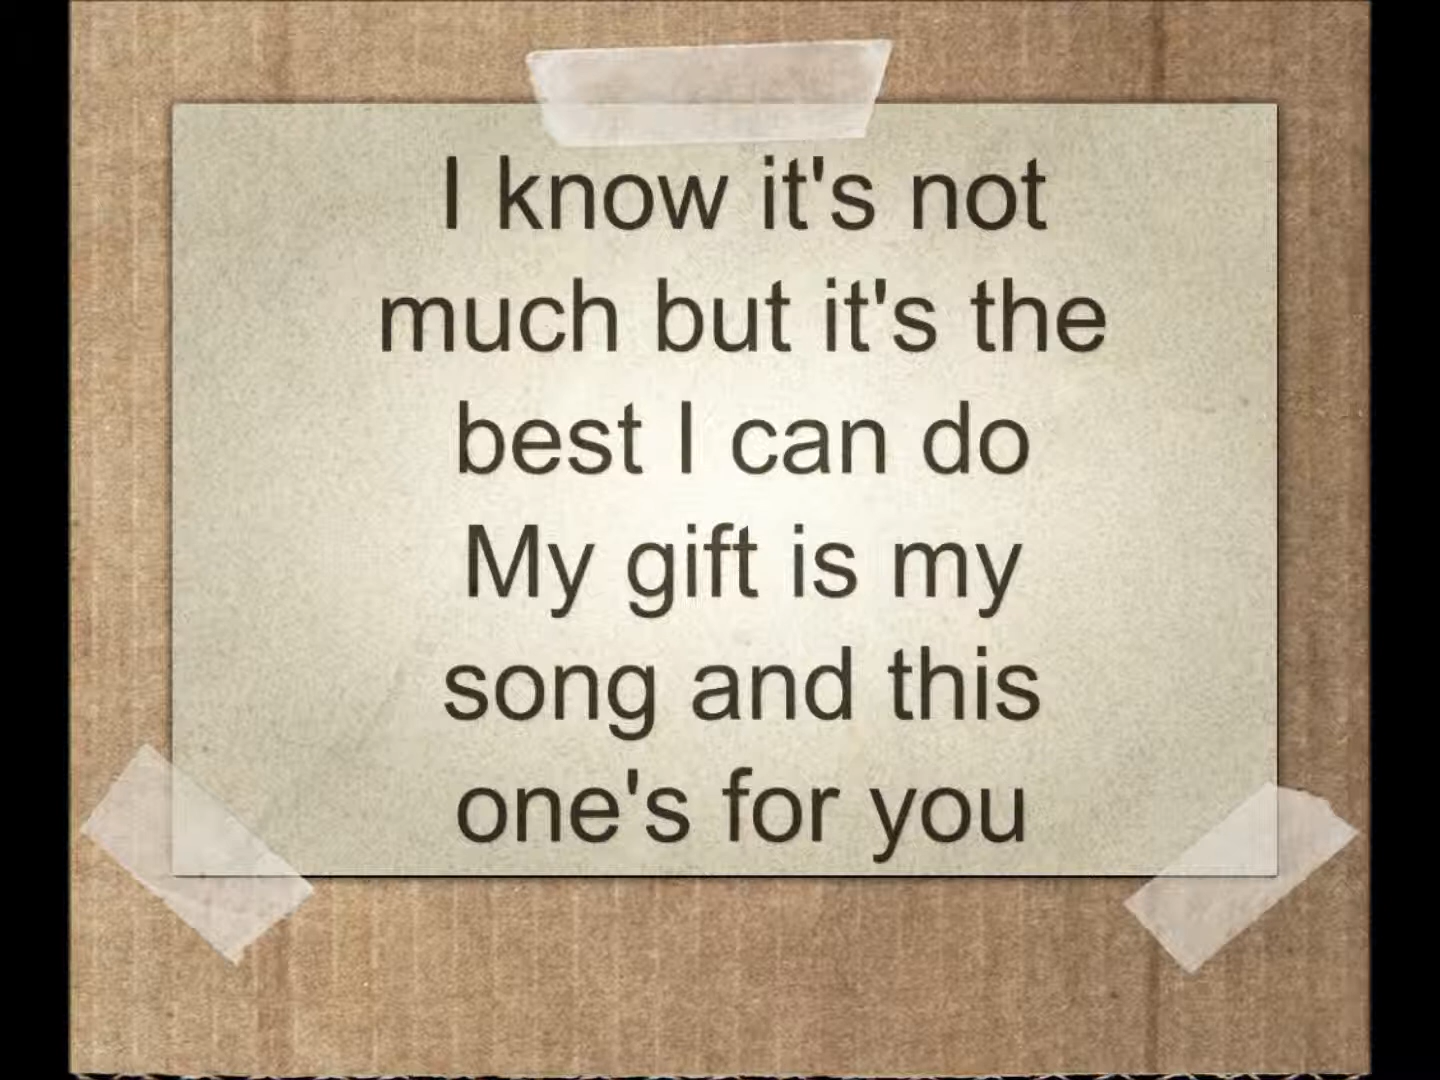 I know it's not
much but it's the
best I can do
My gift is my
song and this
one's for you